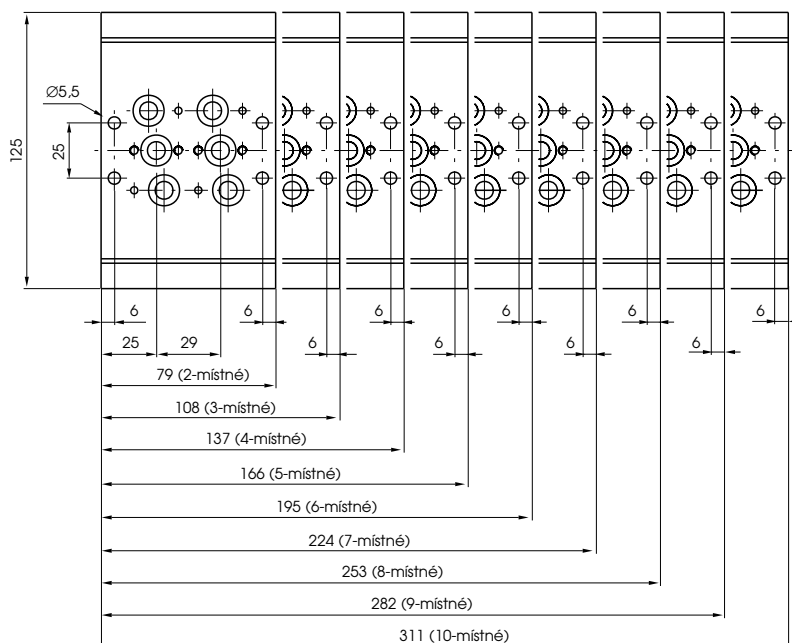 Ø5,5
125
25
6
6
6
6
6
6
6
6
6
25
29
79 (2-místné)
108 (3-místné)
137 (4-místné)
166 (5-místné)
195 (6-místné)
224 (7-místné)
253 (8-místné)
282 (9-místné)
311 (10-místné)